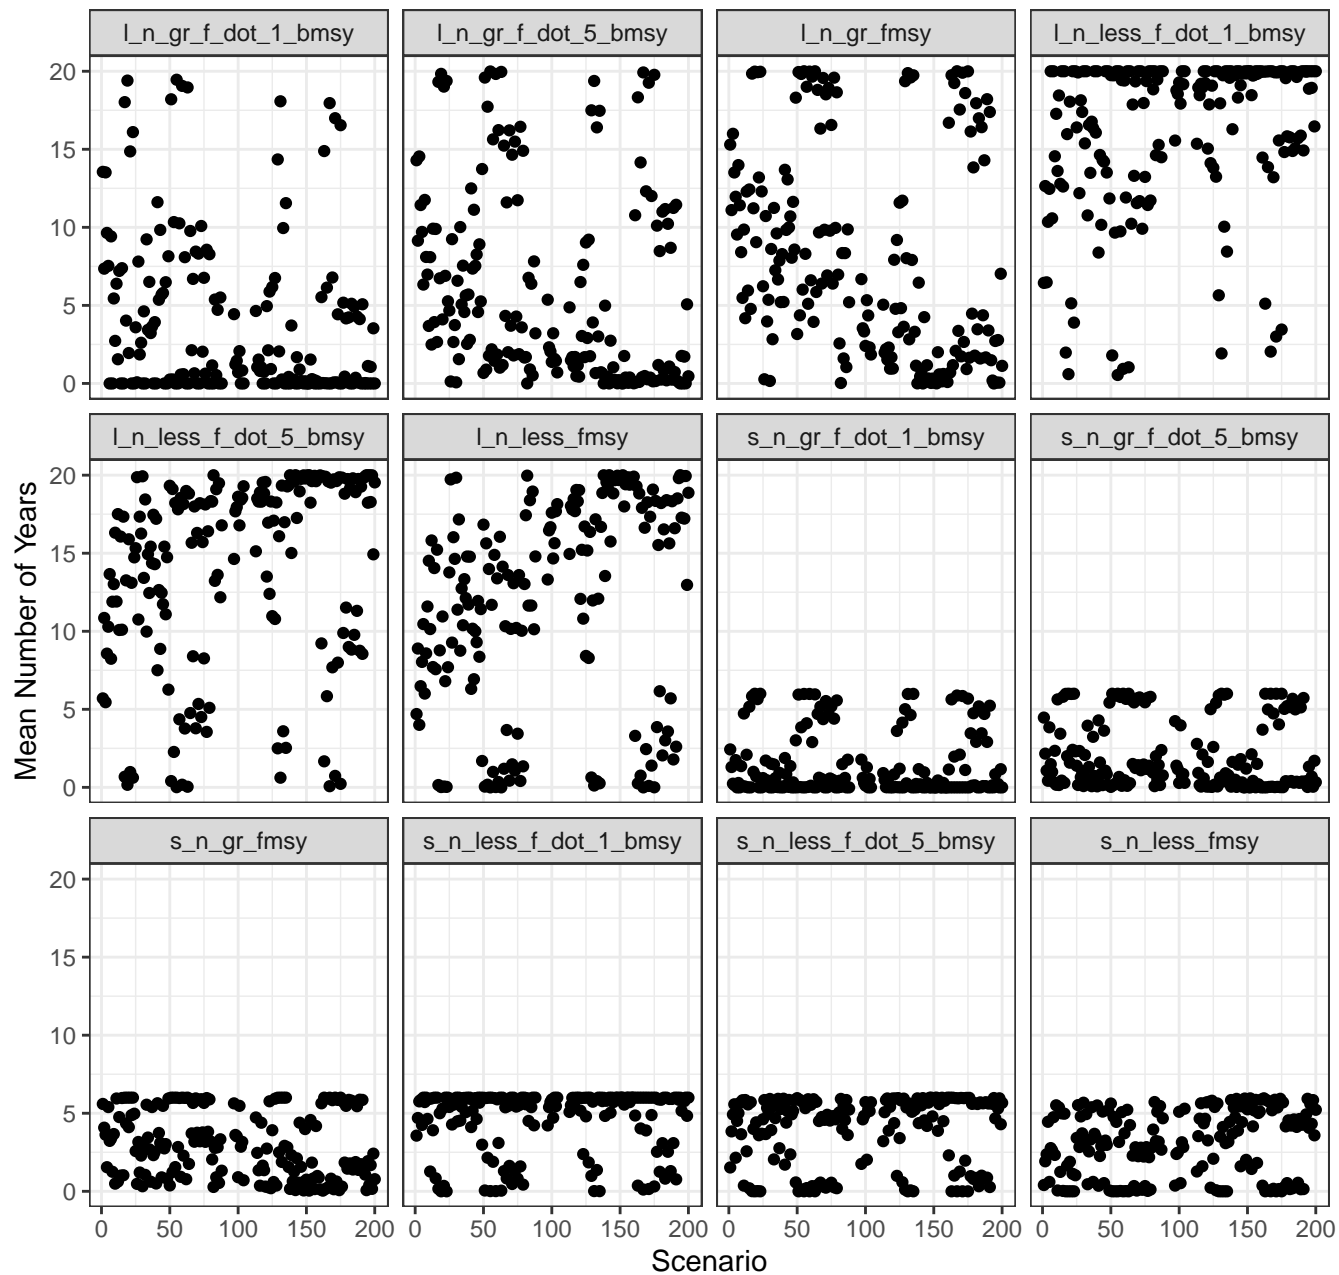 l_n_gr_f_dot_1_bmsy l_n_gr_f_dot_5_bmsy l_n_gr_fmsy l_n_less_f_dot_1_bmsy
20
15
10
5
0
l_n_less_f_dot_5_bmsy l_n_less_fmsy s_n_gr_f_dot_1_bmsy s_n_gr_f_dot_5_bmsy
20
15
10
5
0
Mean Number of Years
s_n_gr_fmsy s_n_less_f_dot_1_bmsy s_n_less_f_dot_5_bmsy s_n_less_fmsy
20
15
10
5
0
0 50 100 150 200 0 50 100 150 200 0 50 100 150 200 0 50 100 150 200
Scenario